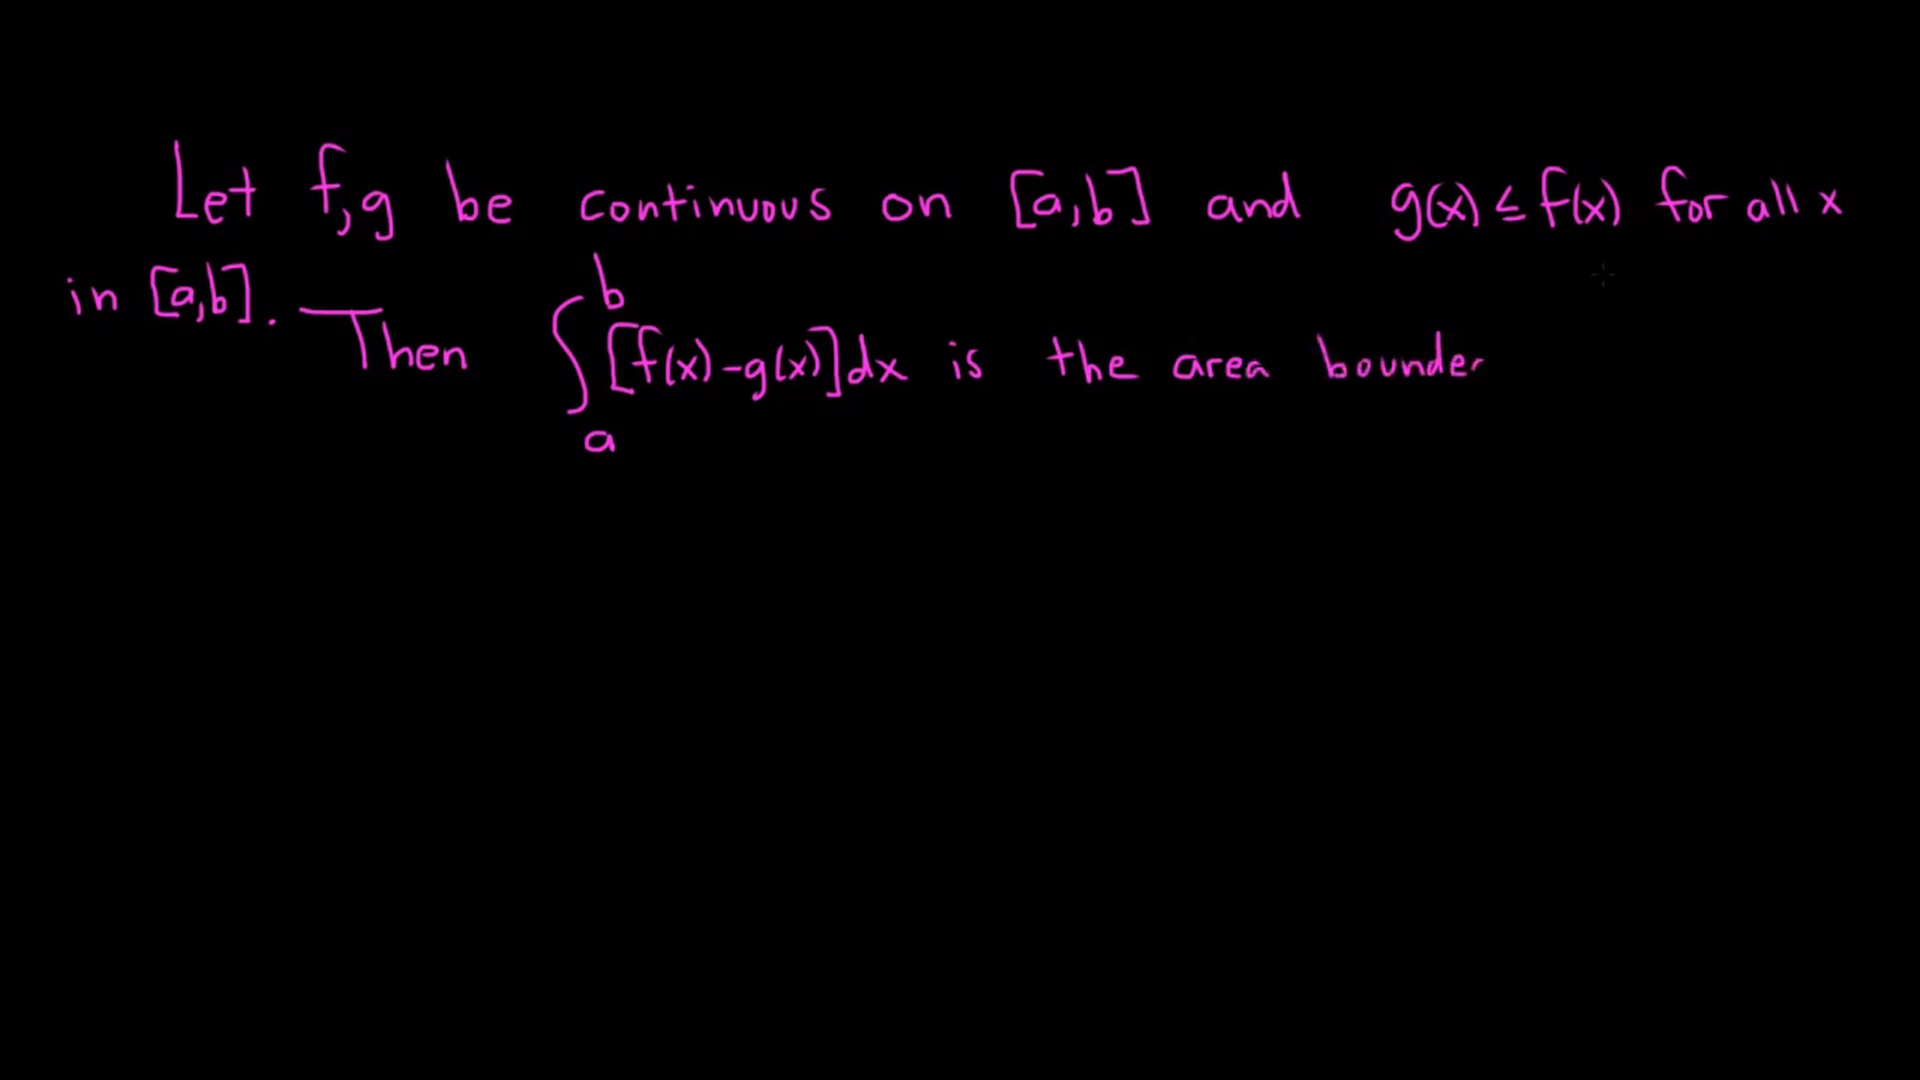 Let f,g be continuous on [a,b] and g(x) ≤ f(x) for all x
in [a,b]. Then ∫_a^b [f(x)-g(x)]dx is the area bounder